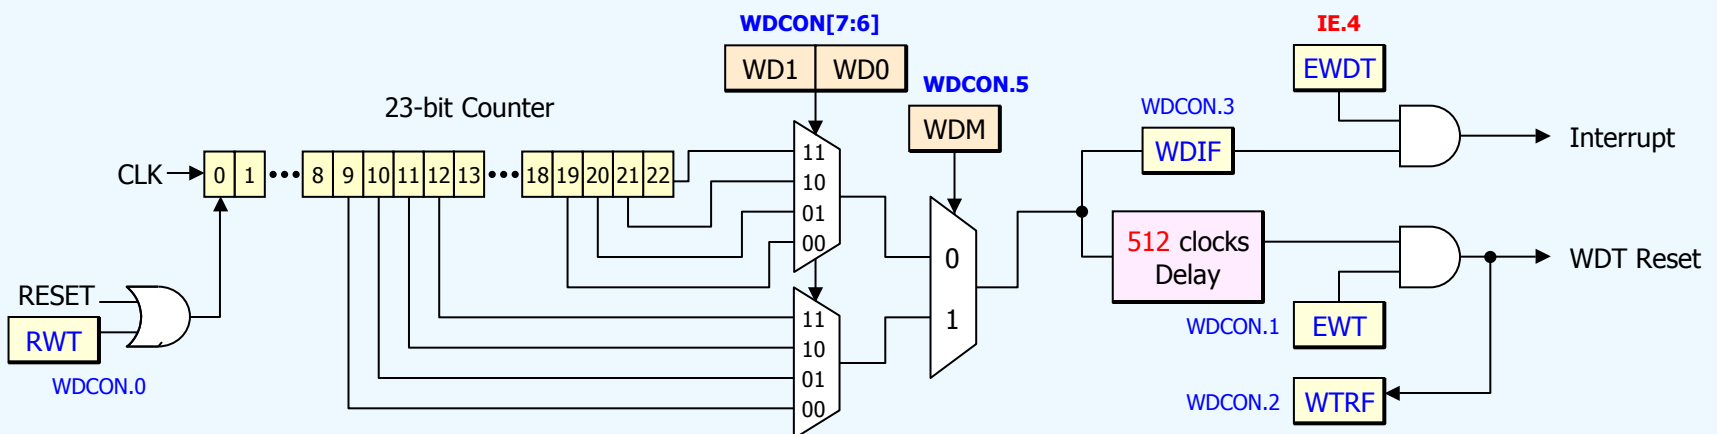 WDCON[7:6]
IE.4
WD1 WD0
EWDT
WDCON.5
23-bit Counter
WDCON.3
WDM
Interrupt
WDIF
CLK
0 1 ••• 8 9 10 11 12 13 ••• 18 19 20 21 22
11
10
01
00
512 clocks
Delay
0
1
WDT Reset
RESET
RWT
WDCON.0
11
10
01
00
WDCON.1
EWT
WDCON.2
WTRF